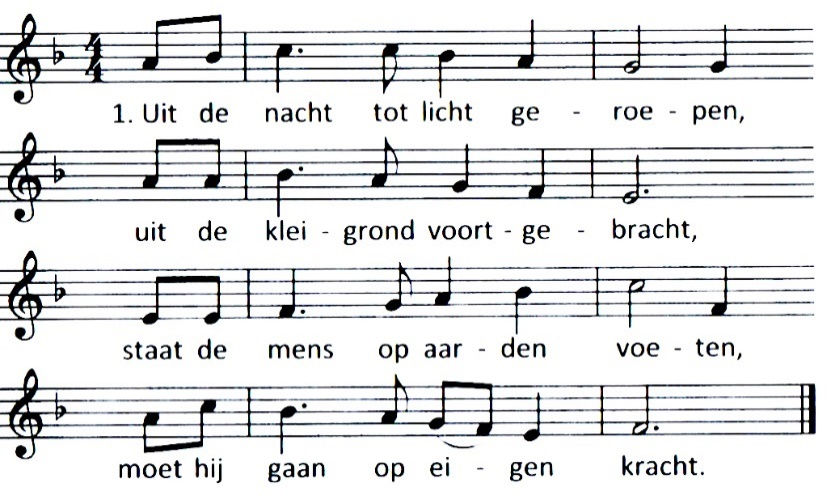 1. Uit de nacht tot licht ge - roe - pen,
uit de klei - grond voort - ge - bracht,
staat de mens op aar - den voe - ten,
moet hij gaan op ei - gen kracht.